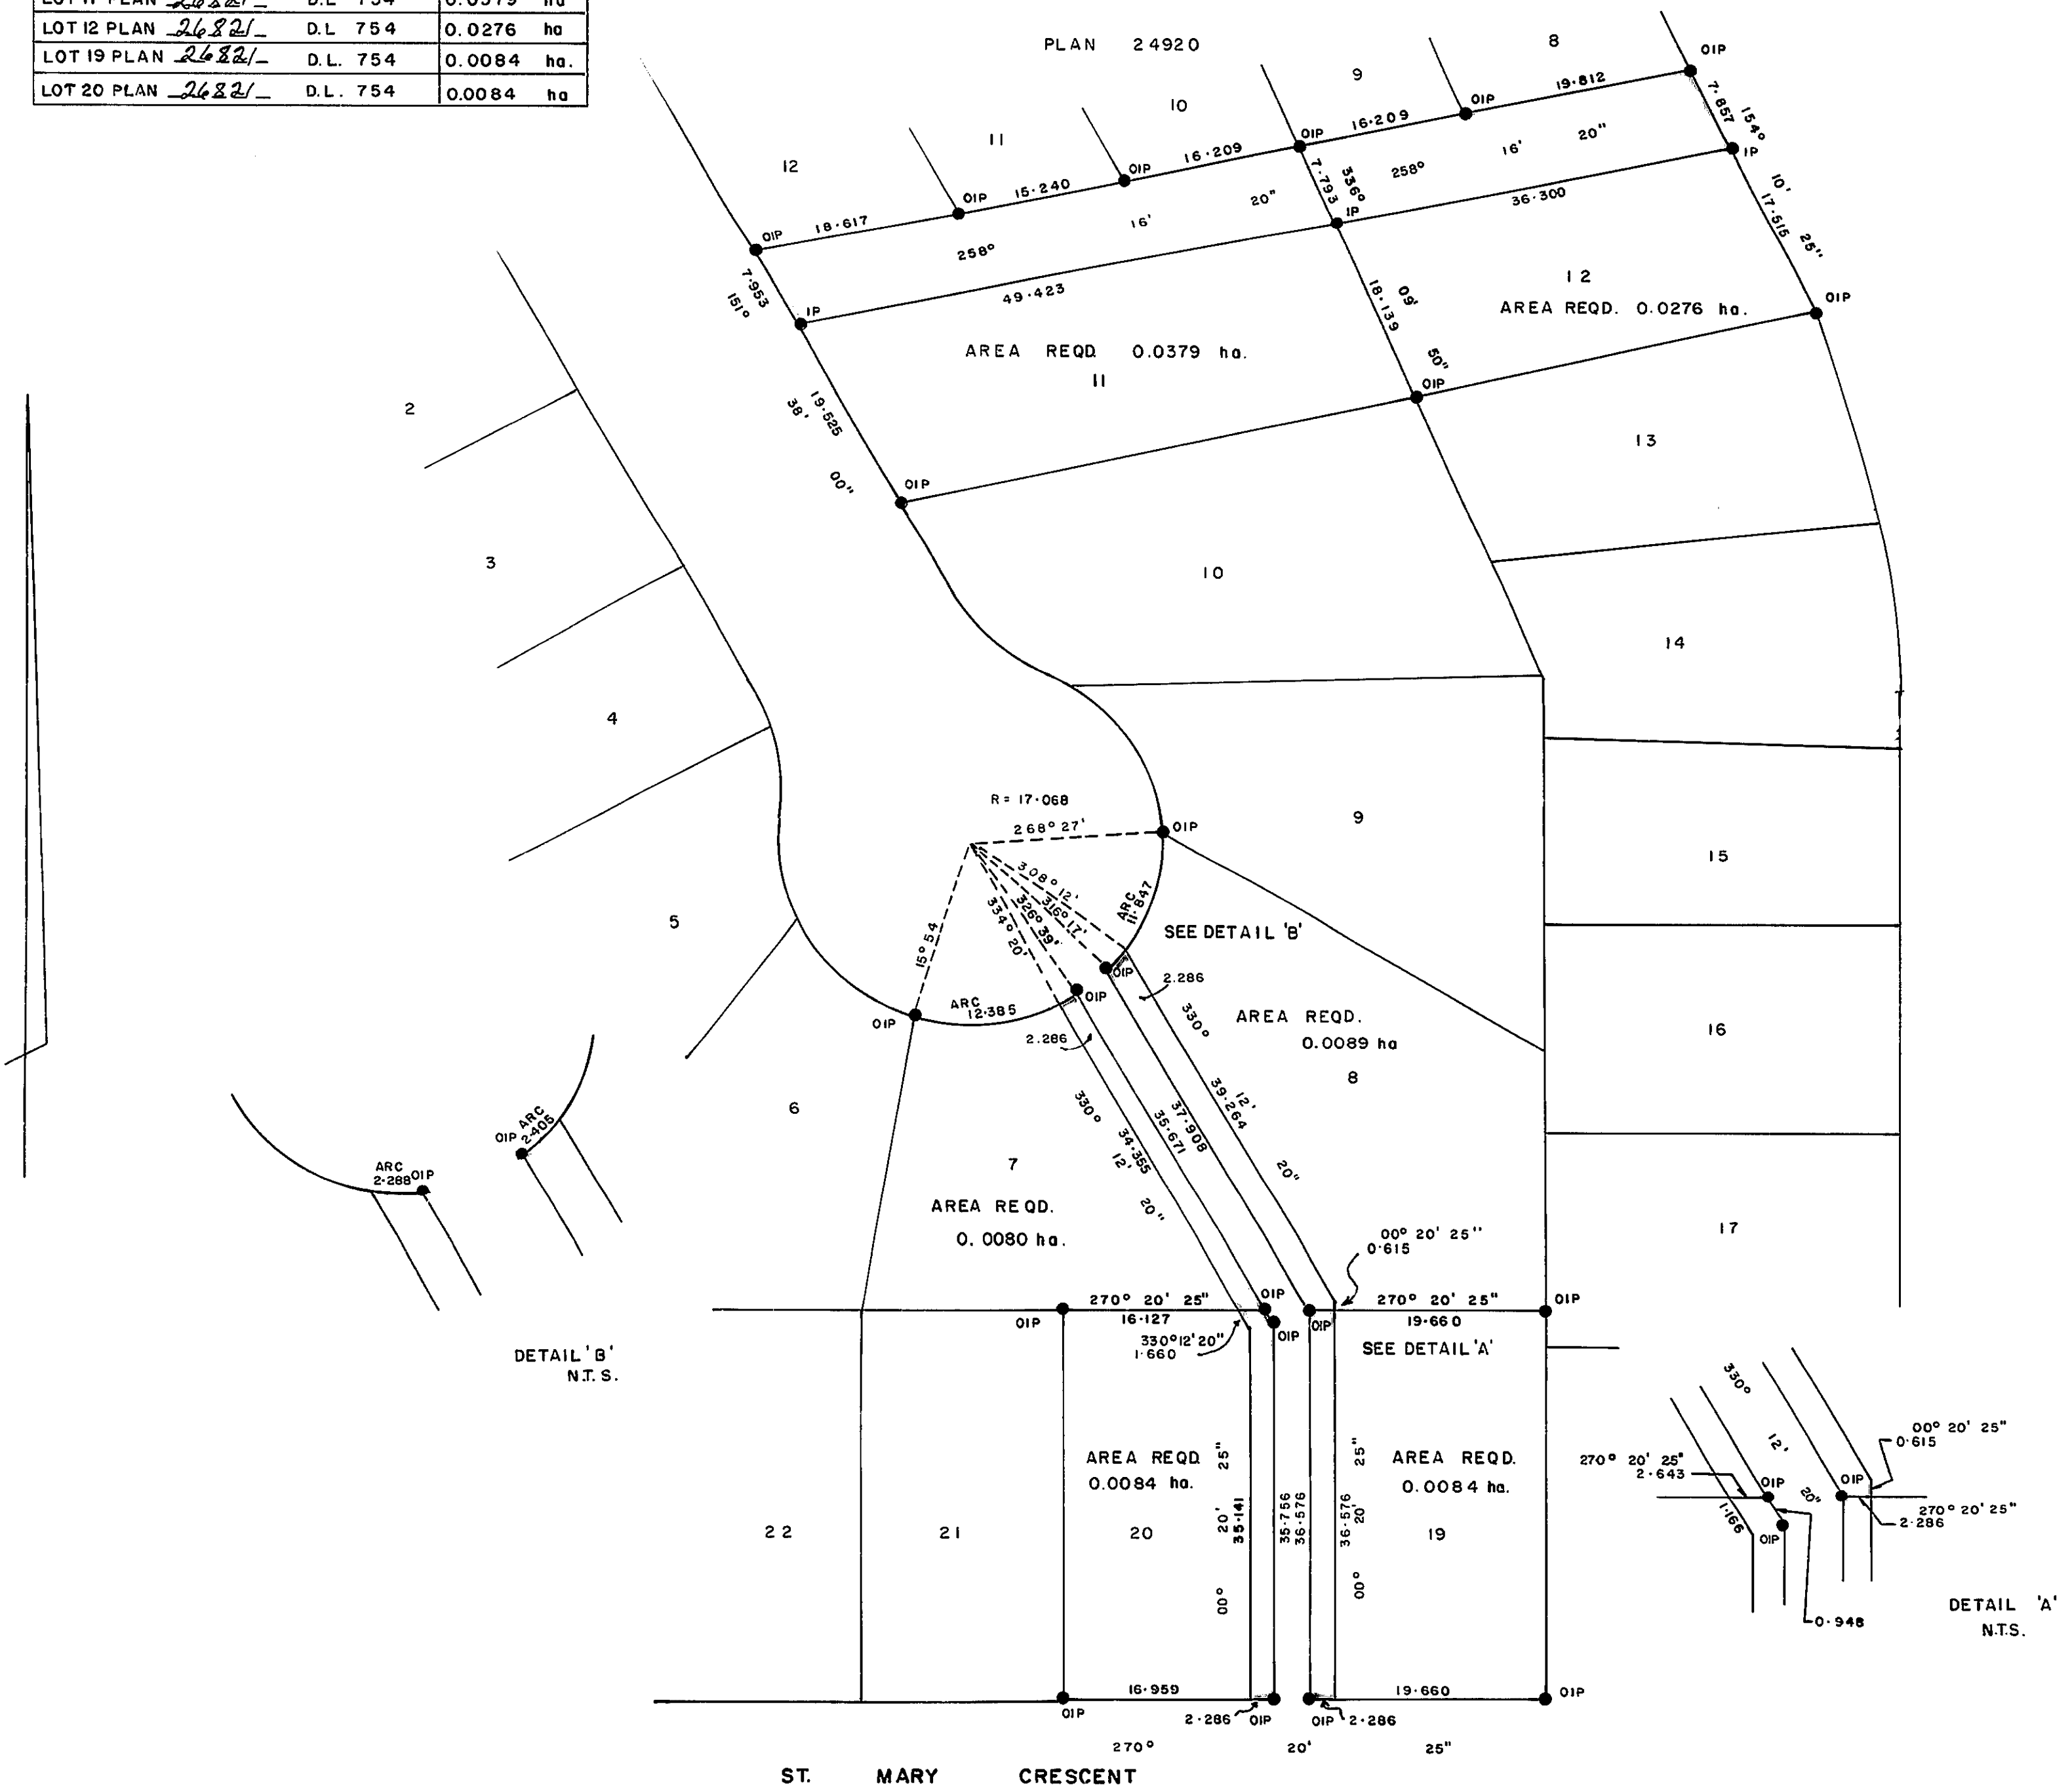 LOT 11 PLAN 26821 D.L 754 0.0379 ha
LOT 12 PLAN 26821 D.L 754 0.0276 ha
LOT 19 PLAN 26821 D.L. 754 0.0084 ha.
LOT 20 PLAN 26821 D.L. 754 0.0084 ha
PLAN 24920
8
9
10
11
12
OIP
19·812
OIP
16·209
OIP
16·209
OIP
15·240
OIP
18·617
OIP
7·857
154°
IP
10'
17·515
25"
OIP
258° 16' 20"
7·793
336°
IP
36·300
258° 16' 20"
7·953
151°
IP
49·423
09'
18·139
50"
OIP
12
AREA REQD. 0.0276 ha.
AREA REQD. 0.0379 ha.
11
19·525
38'
00"
OIP
2
3
4
5
6
10
13
14
9
15
16
17
R = 17·068
268° 27'
OIP
308° 12'
316° 17'
326° 39'
334° 20'
15° 54
ARC
11·847
SEE DETAIL 'B'
OIP
2.286
ARC
12·385
OIP
OIP
2.286
AREA REQD.
0.0089 ha
8
330°
12'
39·264
20"
37·908
35·671
330°
34·355
12'
20"
7
AREA REQD.
0.0080 ha.
ARC
2·405
OIP
ARC
2·288
OIP
DETAIL 'B'
N.T.S.
00° 20' 25"
0·615
270° 20' 25"
16·127
OIP
OIP
OIP
OIP
270° 20' 25"
19·660
OIP
330°12'20"
1·660
SEE DETAIL 'A'
AREA REQD.
0.0084 ha.
20
00° 20' 25"
35·141
35·756
36·576
36·576
00° 20' 25"
AREA REQD.
0.0084 ha.
19
21
22
330°
12'
20"
00° 20' 25"
0·615
270° 20' 25"
2·643
OIP
OIP
1·166
OIP
270° 20' 25"
2·286
0·948
DETAIL 'A'
N.T.S.
16·959
19·660
OIP
2·286
OIP
OIP
2·286
OIP
270° 20' 25"
ST. MARY CRESCENT